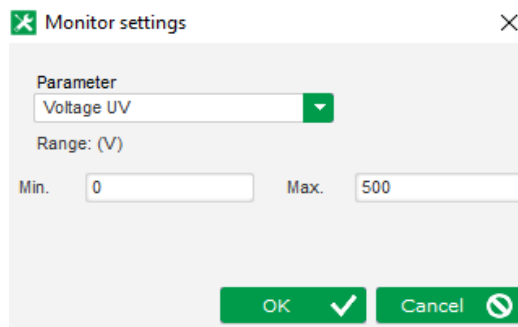 Monitor settings
Parameter
Voltage UV
Range: (V)
Min. 0 Max. 500
OK Cancel